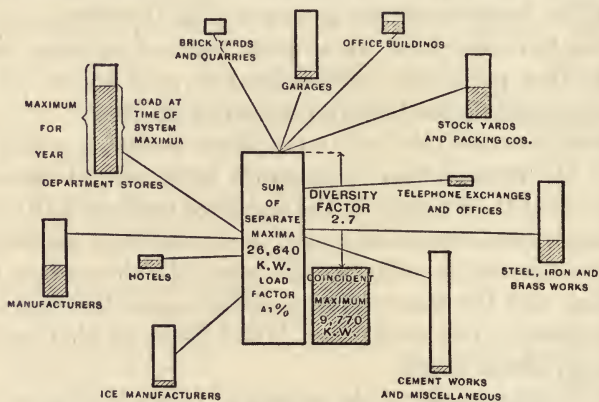 BRICK YARDS
AND QUARRIES
GARAGES
OFFICE BUILDINGS
STOCK YARDS
AND PACKING COS.
MAXIMUM
FOR
YEAR
LOAD AT
TIME OF
SYSTEM
MAXIMUM
DEPARTMENT STORES
SUM
OF
SEPARATE
MAXIMA
26,640
K.W.
LOAD
FACTOR
41%
DIVERSITY
FACTOR
2.7
COINCIDENT
MAXIMUM
9,770
K.W.
TELEPHONE EXCHANGES
AND OFFICES
STEEL, IRON AND
BRASS WORKS
MANUFACTURERS
HOTELS
ICE MANUFACTURERS
CEMENT WORKS
AND MISCELLANEOUS